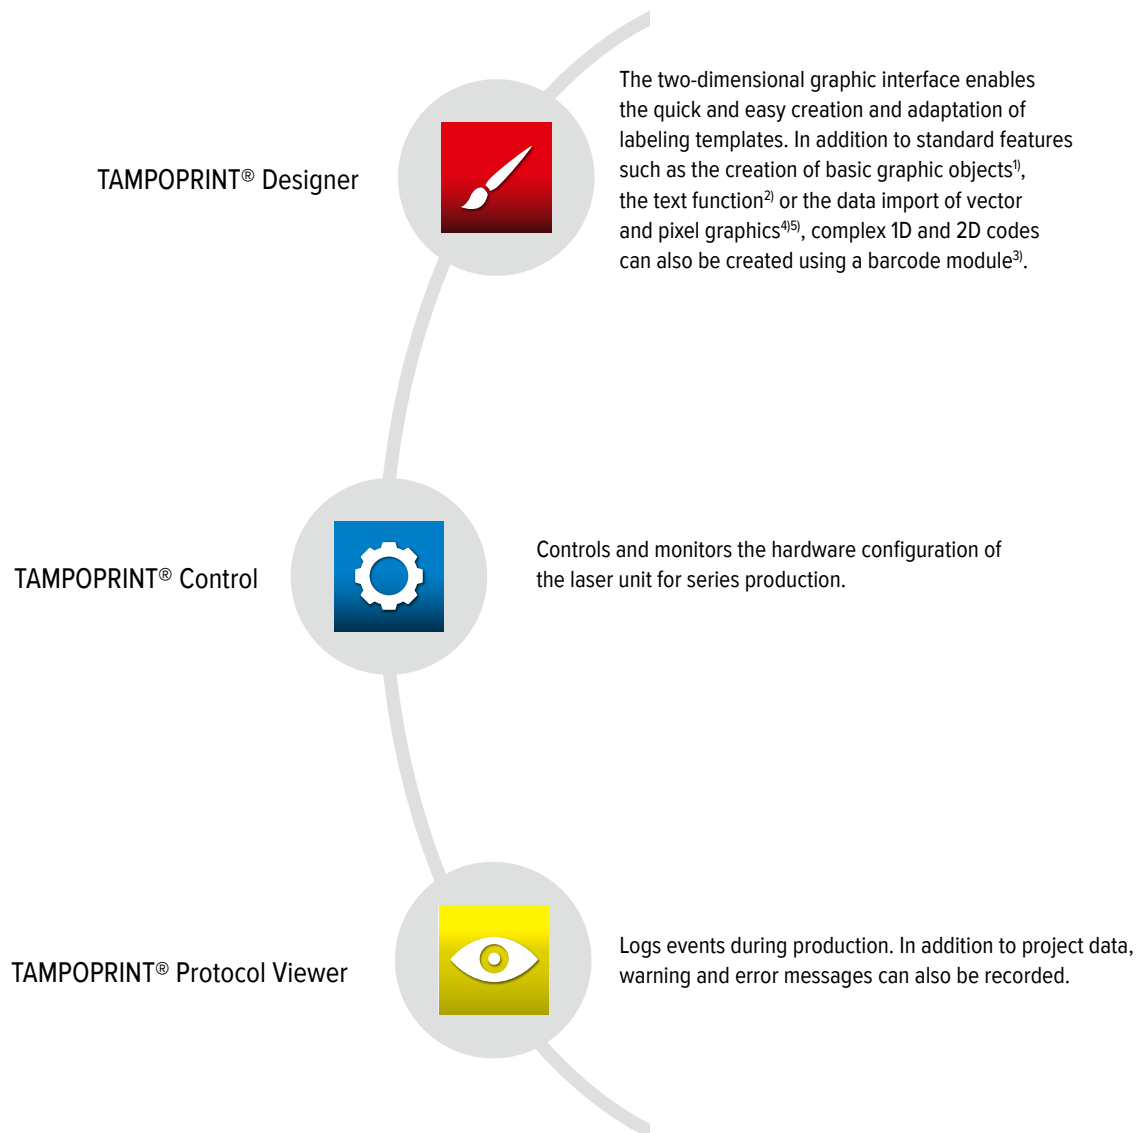 TAMPOPRINT® Designer
The two-dimensional graphic interface enables
the quick and easy creation and adaptation of
labeling templates. In addition to standard features
such as the creation of basic graphic objects¹⁾,
the text function²⁾ or the data import of vector
and pixel graphics⁴⁾⁵⁾, complex 1D and 2D codes
can also be created using a barcode module³⁾.
TAMPOPRINT® Control
Controls and monitors the hardware configuration of
the laser unit for series production.
TAMPOPRINT® Protocol Viewer
Logs events during production. In addition to project data,
warning and error messages can also be recorded.